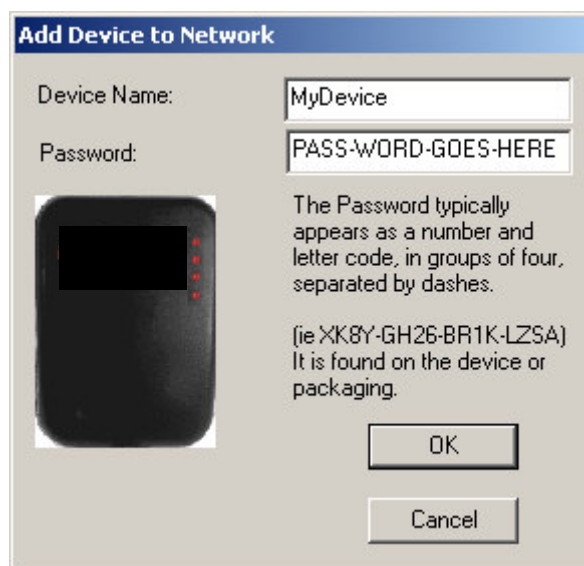 Add Device to Network
Device Name:
MyDevice
Password:
PASS-WORD-GOES-HERE
The Password typically
appears as a number and
letter code, in groups of four,
separated by dashes.
(ie XK8Y-GH26-BR1K-LZSA)
It is found on the device or
packaging.
OK
Cancel